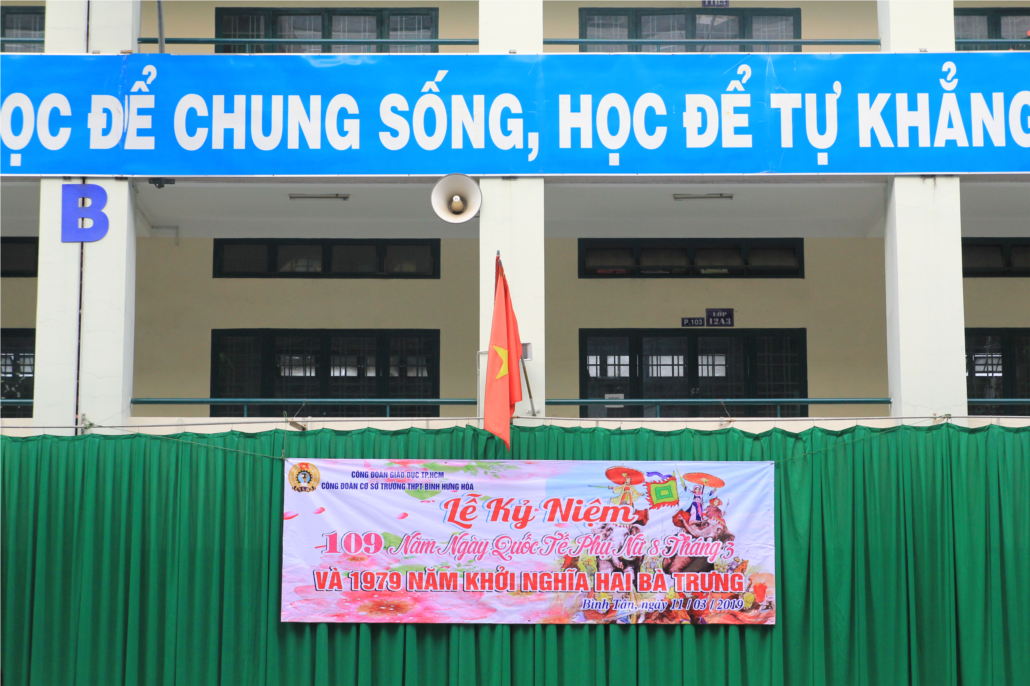 ỌC ĐỂ CHUNG SỐNG, HỌC ĐỂ TỰ KHẲNG
B
P.103
LỚP
12A3
CÔNG ĐOÀN GIÁO DỤC TP.HCM
CÔNG ĐOÀN CƠ SỞ TRƯỜNG THPT BÌNH HƯNG HÒA
Lễ Kỷ Niệm
109 Năm Ngày Quốc Tế Phụ Nữ 8 Tháng 3
VÀ 1979 NĂM KHỞI NGHĨA HAI BÀ TRƯNG
Bình Tân, ngày 11 / 03 / 2019